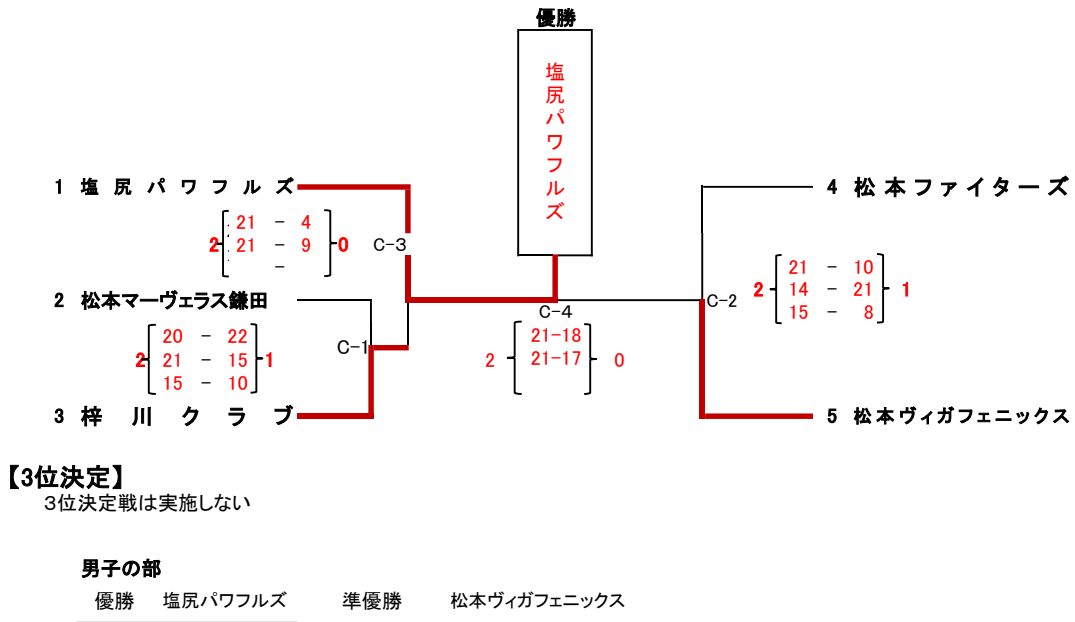 優勝
塩尻パワフルズ
1 塩尻パワフルズ
4 松本ファイターズ
21 - 4
2 21 - 9 0 C-3
-
21 - 10
2 14 - 21 1
15 - 8
2 松本マーヴェラス鎌田
C-2
C-4
20 - 22
2 21 - 15 1 C-1
15 - 10
21-18
21-17
2 0
3 梓川クラブ
5 松本ヴィガフェニックス
【3位決定】
3位決定戦は実施しない
男子の部
優勝 塩尻パワフルズ 準優勝 松本ヴィガフェニックス